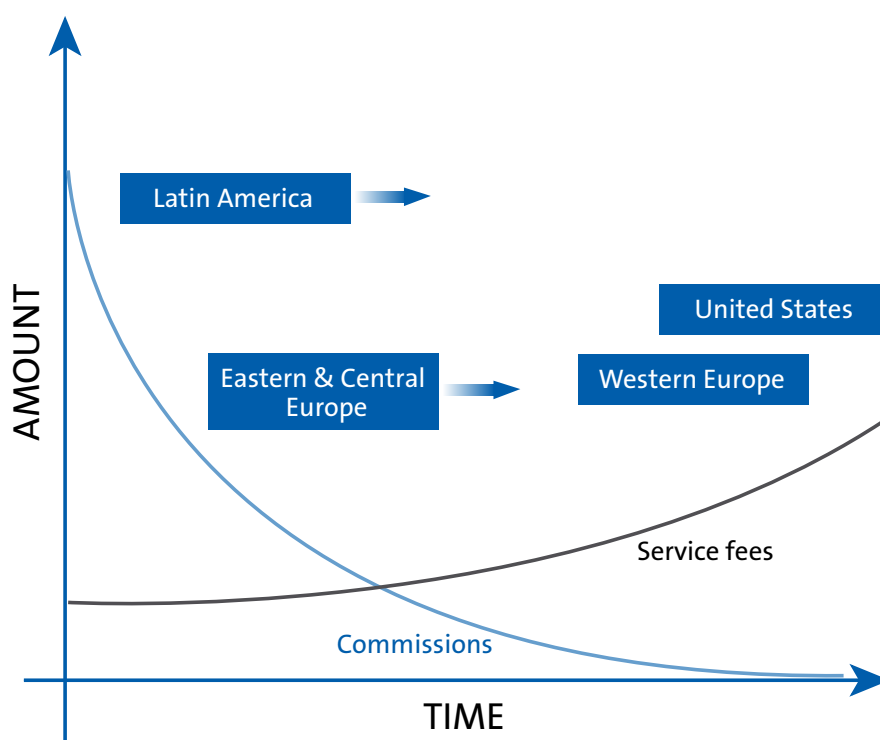 Latin America
United States
Eastern & Central
Europe
Western Europe
AMOUNT
Service fees
Commissions
TIME